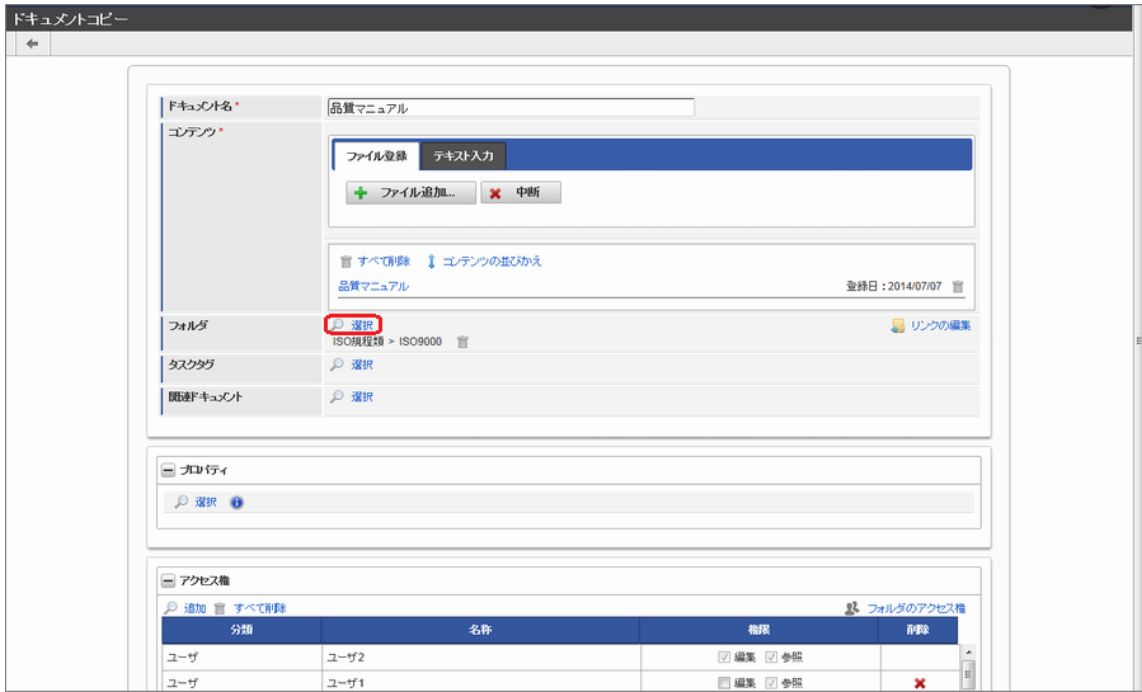 ドキュメントコピー
ドキュメント名*
品質マニュアル
コンテンツ*
ファイル登録 テキスト入力
ファイル追加... 中断
すべて削除 コンテンツの並びかえ
品質マニュアル 登録日：2014/07/07
フォルダ 選択 リンクの編集
ISO規程類 > ISO9000
タスクタグ 選択
関連ドキュメント 選択
プロパティ
選択
アクセス権
追加 すべて削除 フォルダのアクセス権
分類 名称 権限 削除
ユーザ ユーザ2 編集 参照
ユーザ ユーザ1 編集 参照